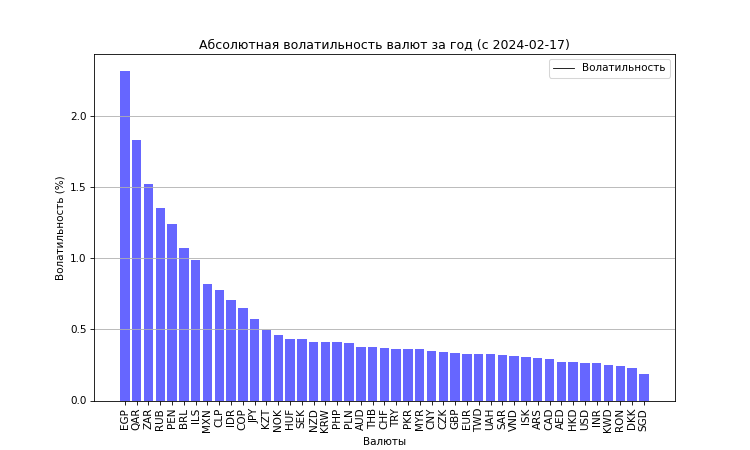 Абсолютная волатильность валют за год (с 2024-02-17)
Волатильность
Волатильность (%)
2.0
1.5
1.0
0.5
0.0
EGP QAR ZAR RUB PEN BRL ILS MXN CLP IDR COP JPY KZT NOK HUF SEK NZD KRW PHP PLN AUD THB CHF TRY PKR MYR CNY CZK GBP EUR TWD UAH SAR VND ISK ARS CAD AED HKD USD INR KWD RON DKK SGD
Валюты